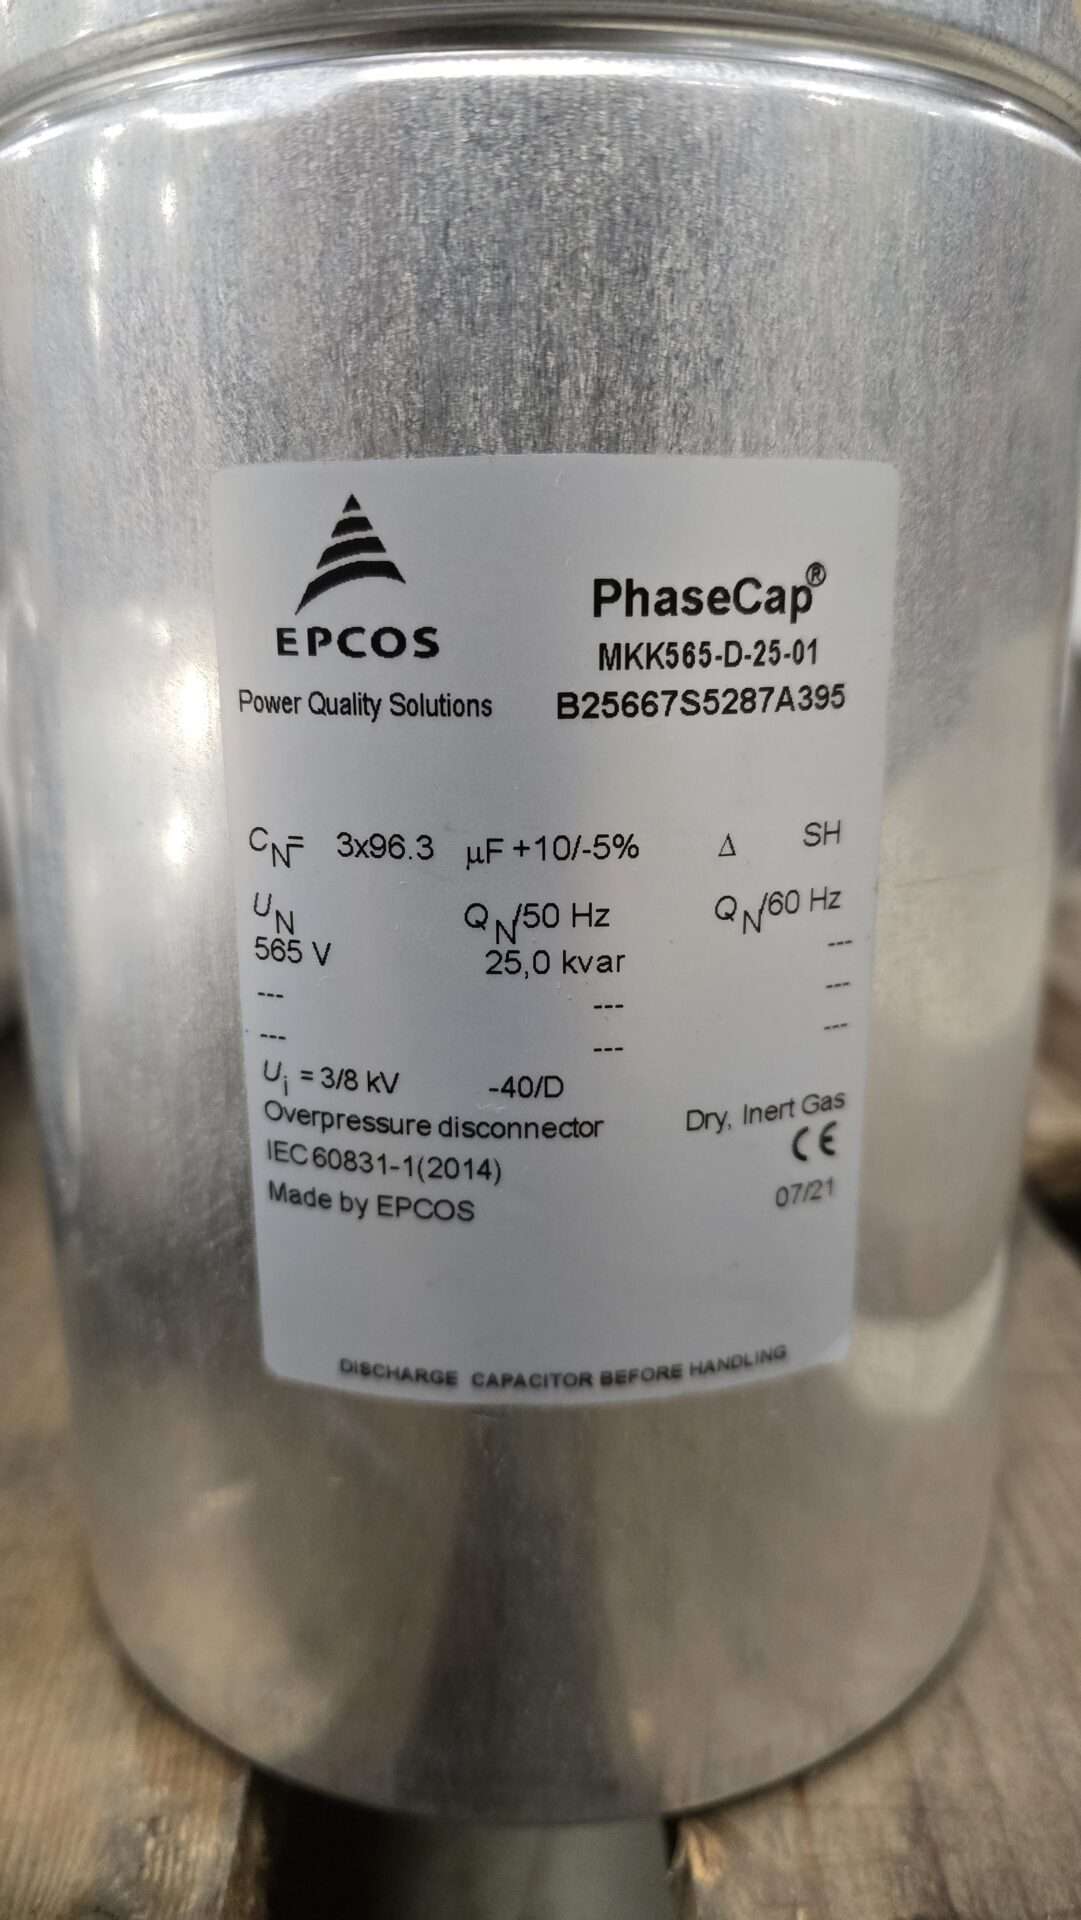 EPCOS
Power Quality Solutions
PhaseCap®
MKK565-D-25-01
B25667S5287A395
CN= 3x96.3 µF +10/-5% Δ SH
UN QN/50 Hz QN/60 Hz
565 V 25,0 kvar ---
--- --- ---
--- --- ---
Ui = 3/8 kV -40/D
Overpressure disconnector Dry, Inert Gas
IEC 60831-1(2014) CE
Made by EPCOS 07/21
DISCHARGE CAPACITOR BEFORE HANDLING